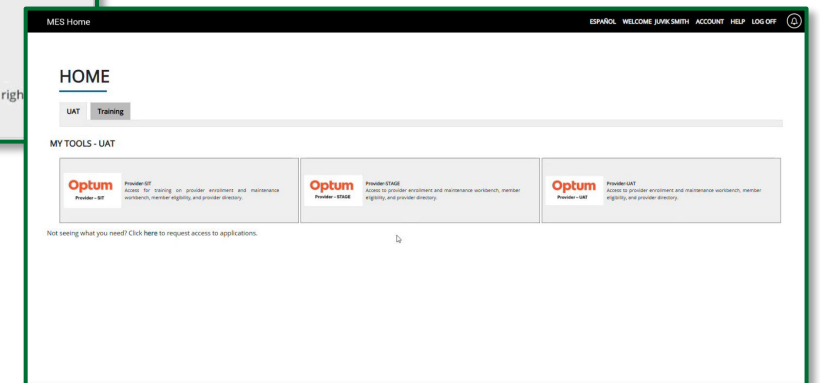 MES Home
ESPAÑOL WELCOME JUVIK SMITH ACCOUNT HELP LOG OFF
HOME
righ
UAT Training
MY TOOLS - UAT
Optum
Provider - SIT
Provider-SIT
Access for training on provider enrollment and maintenance
workbench, member eligibility, and provider directory.
Optum
Provider - STAGE
Provider-STAGE
Access to provider enrollment and maintenance workbench, member
eligibility, and provider directory.
Optum
Provider - UAT
Provider-UAT
Access to provider enrollment and maintenance workbench, member
eligibility, and provider directory.
Not seeing what you need? Click here to request access to applications.